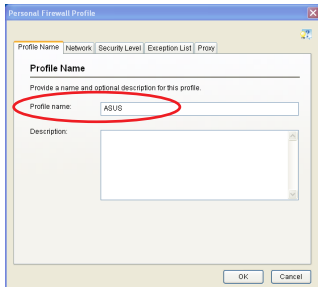 Personal Firewall Profile
Profile Name Network Security Level Exception List Proxy
Profile Name
Provide a name and optional description for this profile.
Profile name: ASUS
Description:
OK Cancel